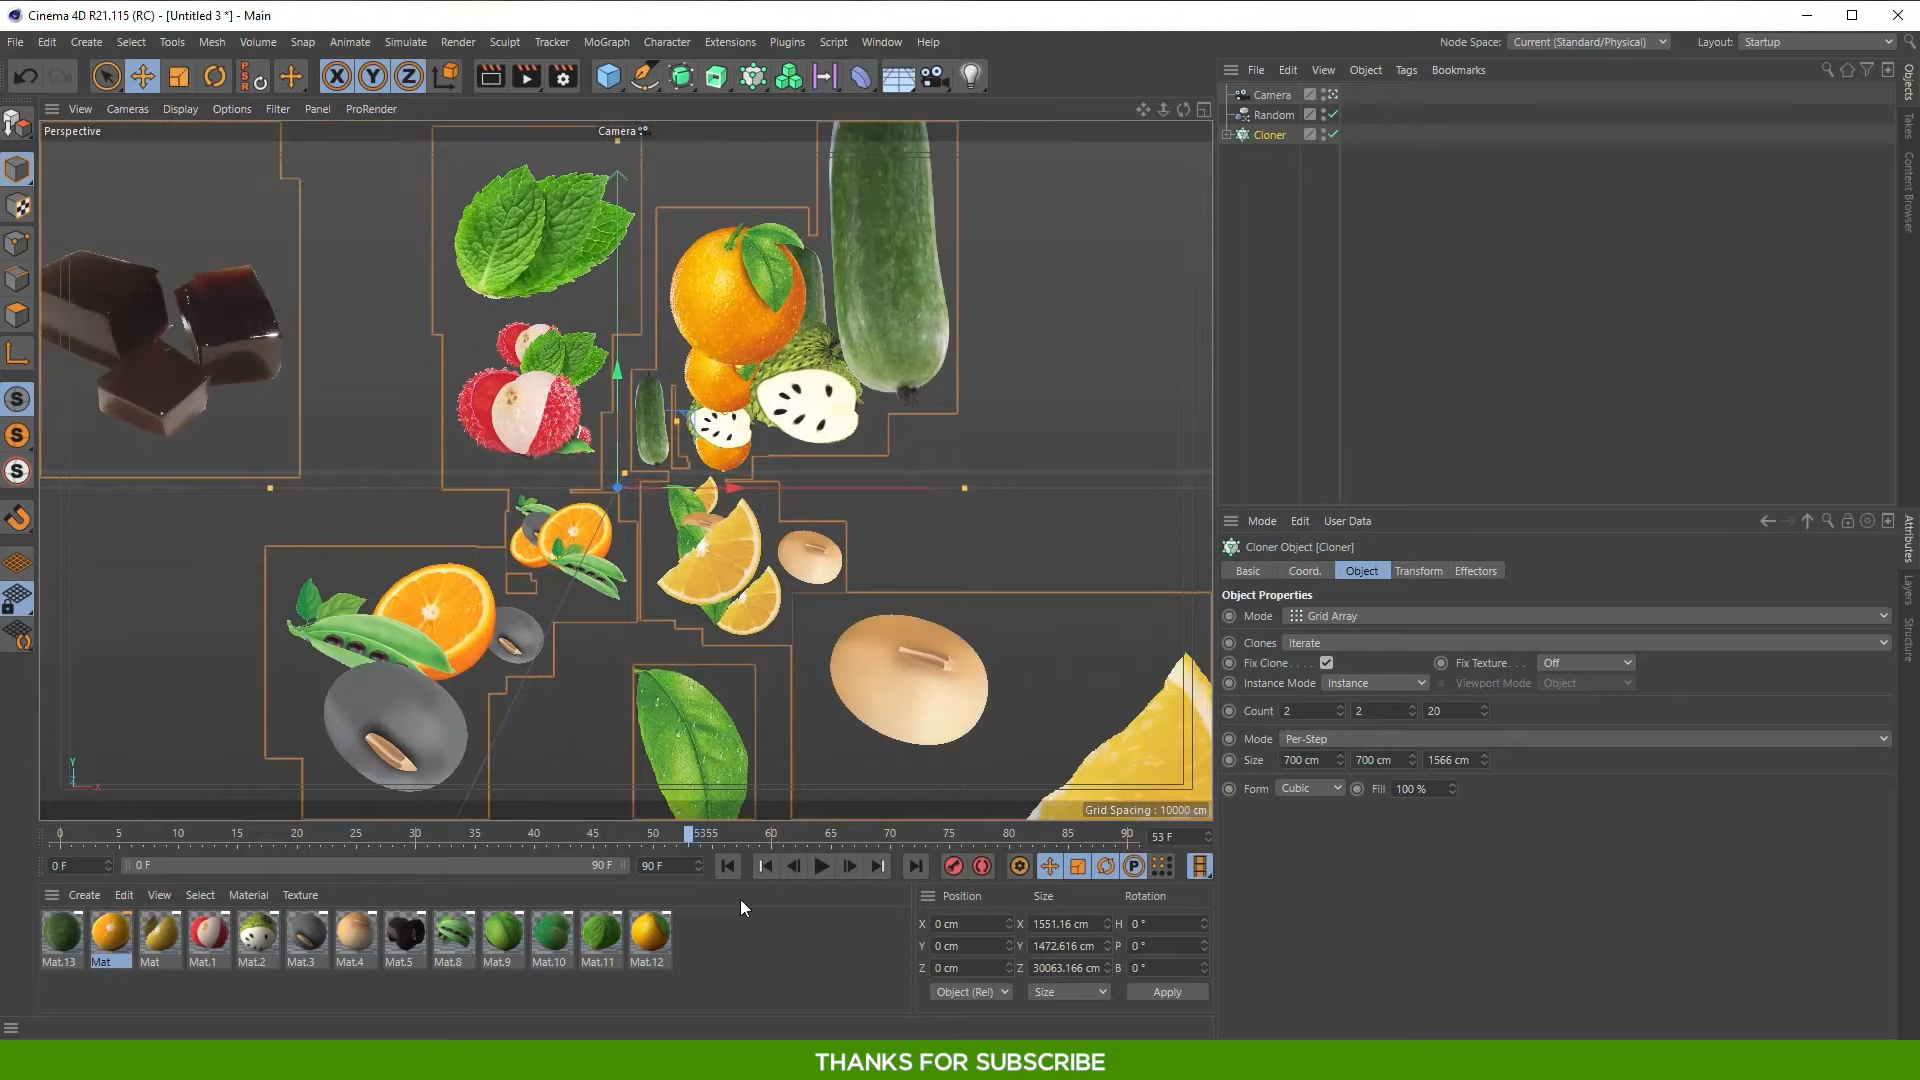 Cinema 4D R21.115 (RC) - [Untitled 3 *] - Main
File Edit Create Select Tools Mesh Volume Snap Animate Simulate Render Sculpt Tracker MoGraph Character Extensions Plugins Script Window Help
Node Space: Current (Standard/Physical) Layout: Startup
File Edit View Object Tags Bookmarks
View Cameras Display Options Filter Panel ProRender
Perspective
Camera
Camera
Random
Cloner
Objects
Takes
Content Browser
Mode Edit User Data
Cloner Object [Cloner]
Basic Coord. Object Transform Effectors
Object Properties
Mode Grid Array
Clones Iterate
Fix Clone Fix Texture Off
Instance Mode Instance Viewport Mode Object
Count 2 2 20
Mode Per-Step
Size 700 cm 700 cm 1566 cm
Form Cubic Fill 100 %
Attributes
Layers
Structure
Y
Z
X
Grid Spacing : 10000 cm
0 5 10 15 20 25 30 35 40 45 50 5355 60 65 70 75 80 85 90 53 F
0 F 0 F 90 F 90 F
Create Edit View Select Material Texture
Mat.13 Mat Mat Mat.1 Mat.2 Mat.3 Mat.4 Mat.5 Mat.8 Mat.9 Mat.10 Mat.11 Mat.12
Position Size Rotation
X 0 cm X 1551.16 cm H 0 °
Y 0 cm Y 1472.616 cm P 0 °
Z 0 cm Z 30063.166 cm B 0 °
Object (Rel) Size Apply
THANKS FOR SUBSCRIBE